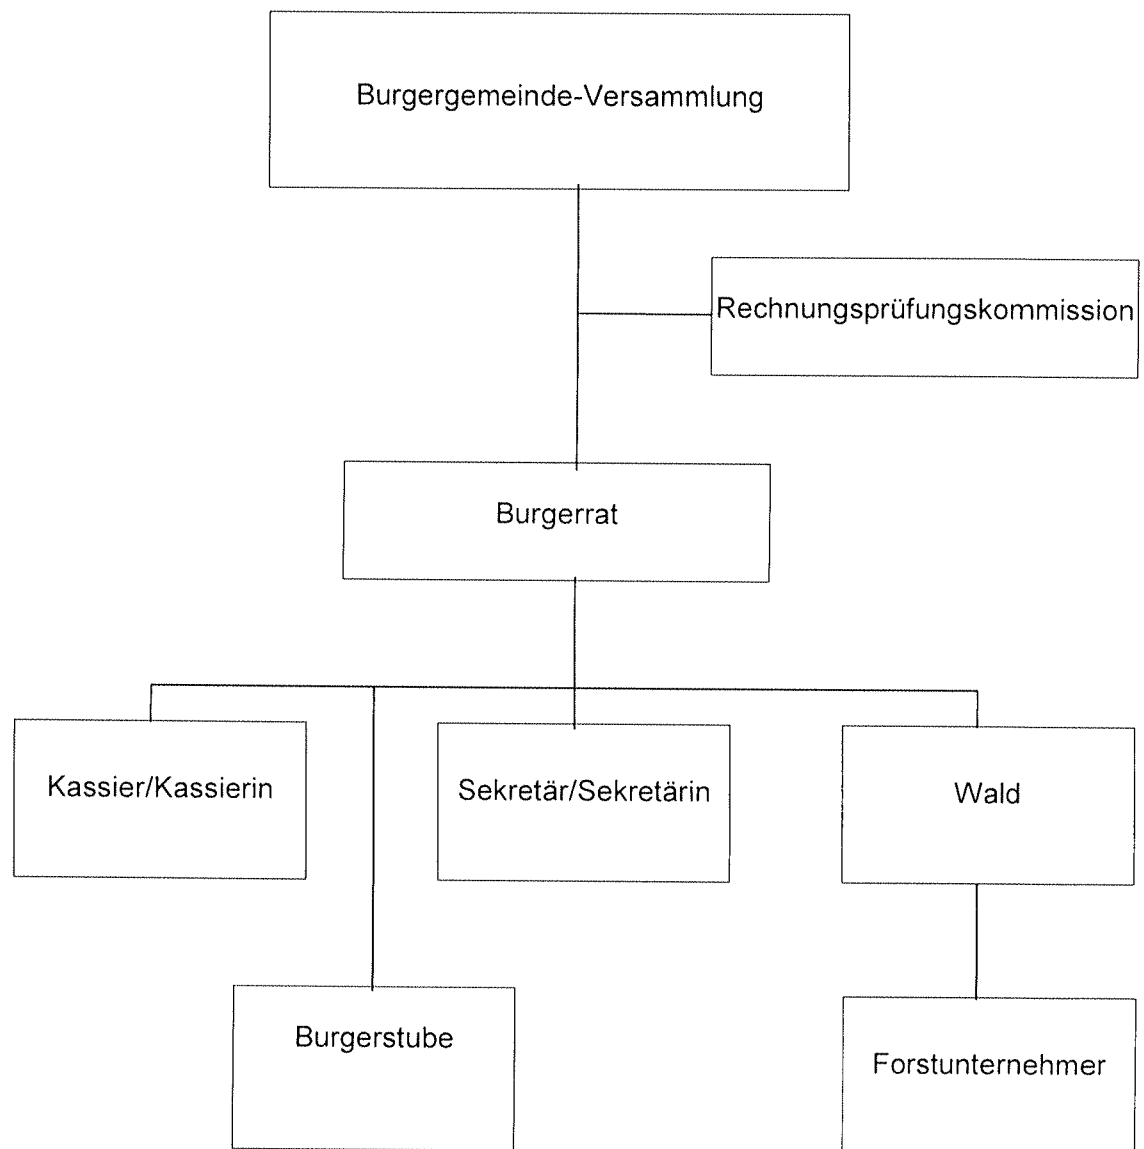 Burgergemeinde-Versammlung
Rechnungsprüfungskommission
Burgerrat
Kassier/Kassierin
Sekretär/Sekretärin
Wald
Burgerstube
Forstunternehmer